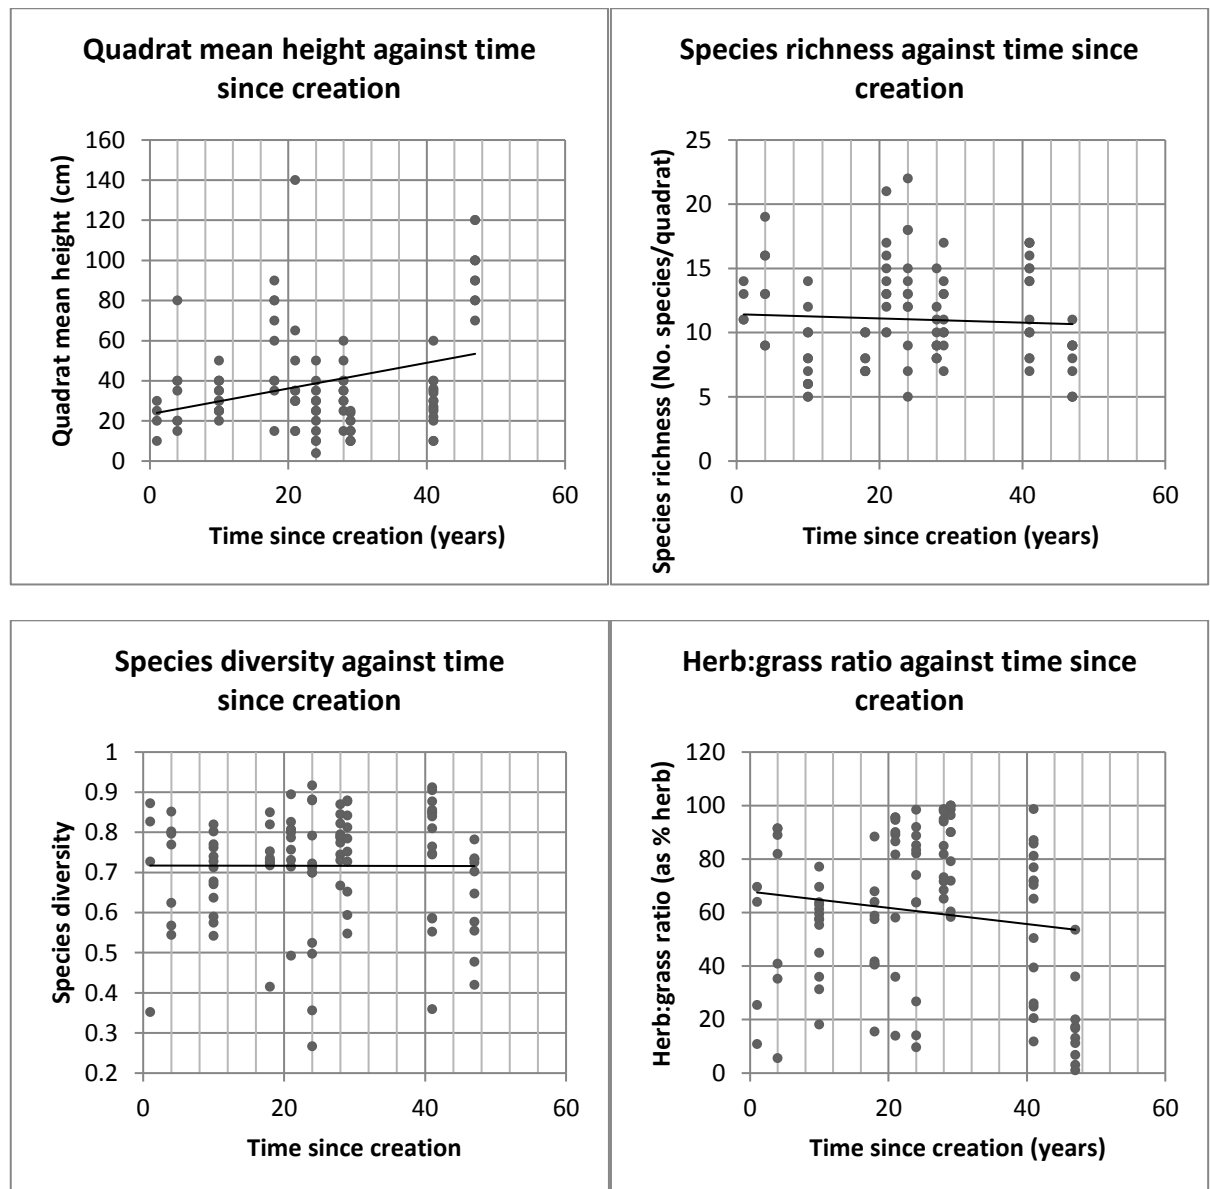 Quadrat mean height against time
since creation
160
140
120
100
80
60
40
20
0
Quadrat mean height (cm)
0 20 40 60
Time since creation (years)
Species richness against time since
creation
25
20
15
10
5
0
Species richness (No. species/quadrat)
0 20 40 60
Time since creation (years)
Species diversity against time
since creation
1
0.9
0.8
0.7
0.6
0.5
0.4
0.3
0.2
Species diversity
0 20 40 60
Time since creation
Herb:grass ratio against time since
creation
120
100
80
60
40
20
0
Herb:grass ratio (as % herb)
0 20 40 60
Time since creation (years)